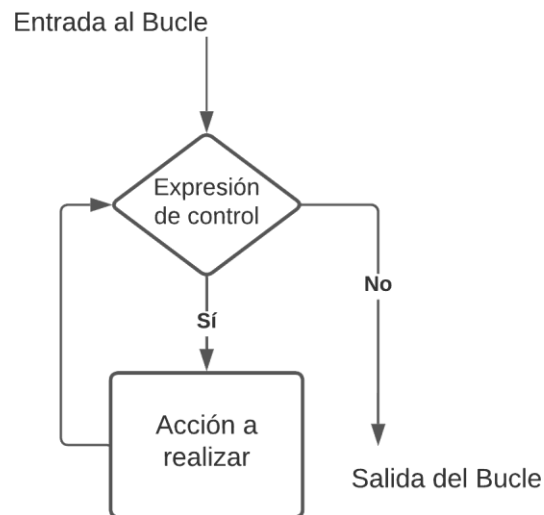 Entrada al Bucle
Expresión
de control
No
Sí
Acción a
realizar
Salida del Bucle